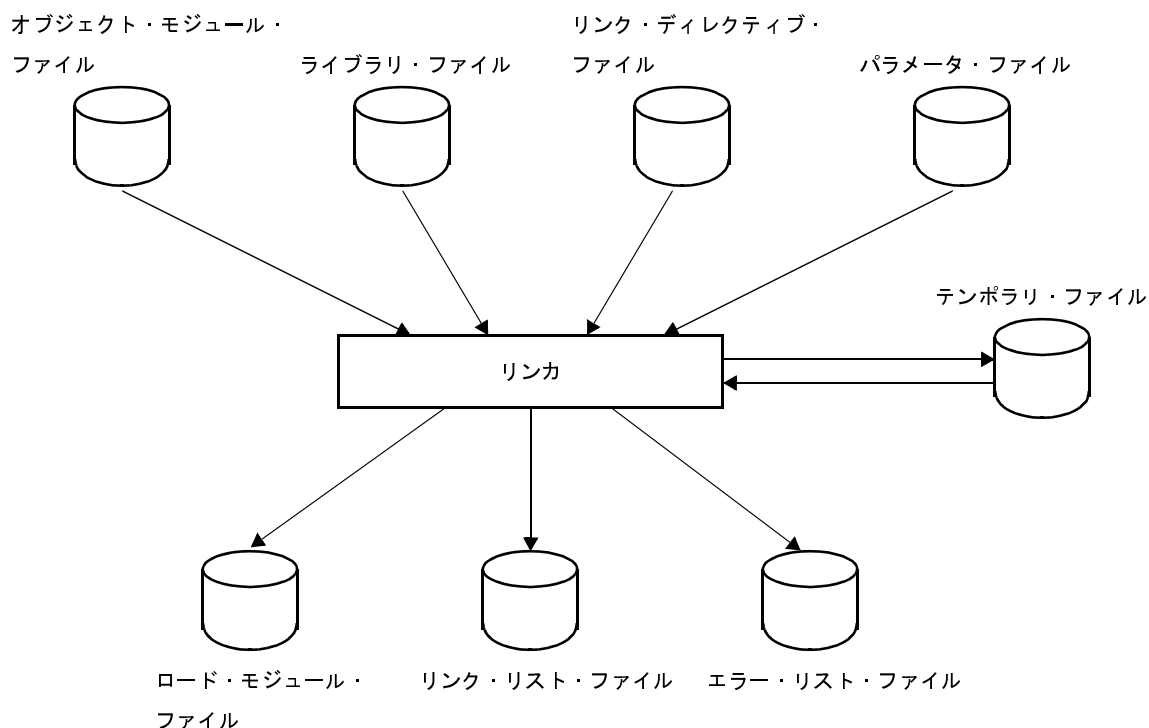 オブジェクト・モジュール・
ファイル
ライブラリ・ファイル
リンク・ディレクティブ・
ファイル
パラメータ・ファイル
テンポラリ・ファイル
リンカ
ロード・モジュール・
ファイル
リンク・リスト・ファイル
エラー・リスト・ファイル